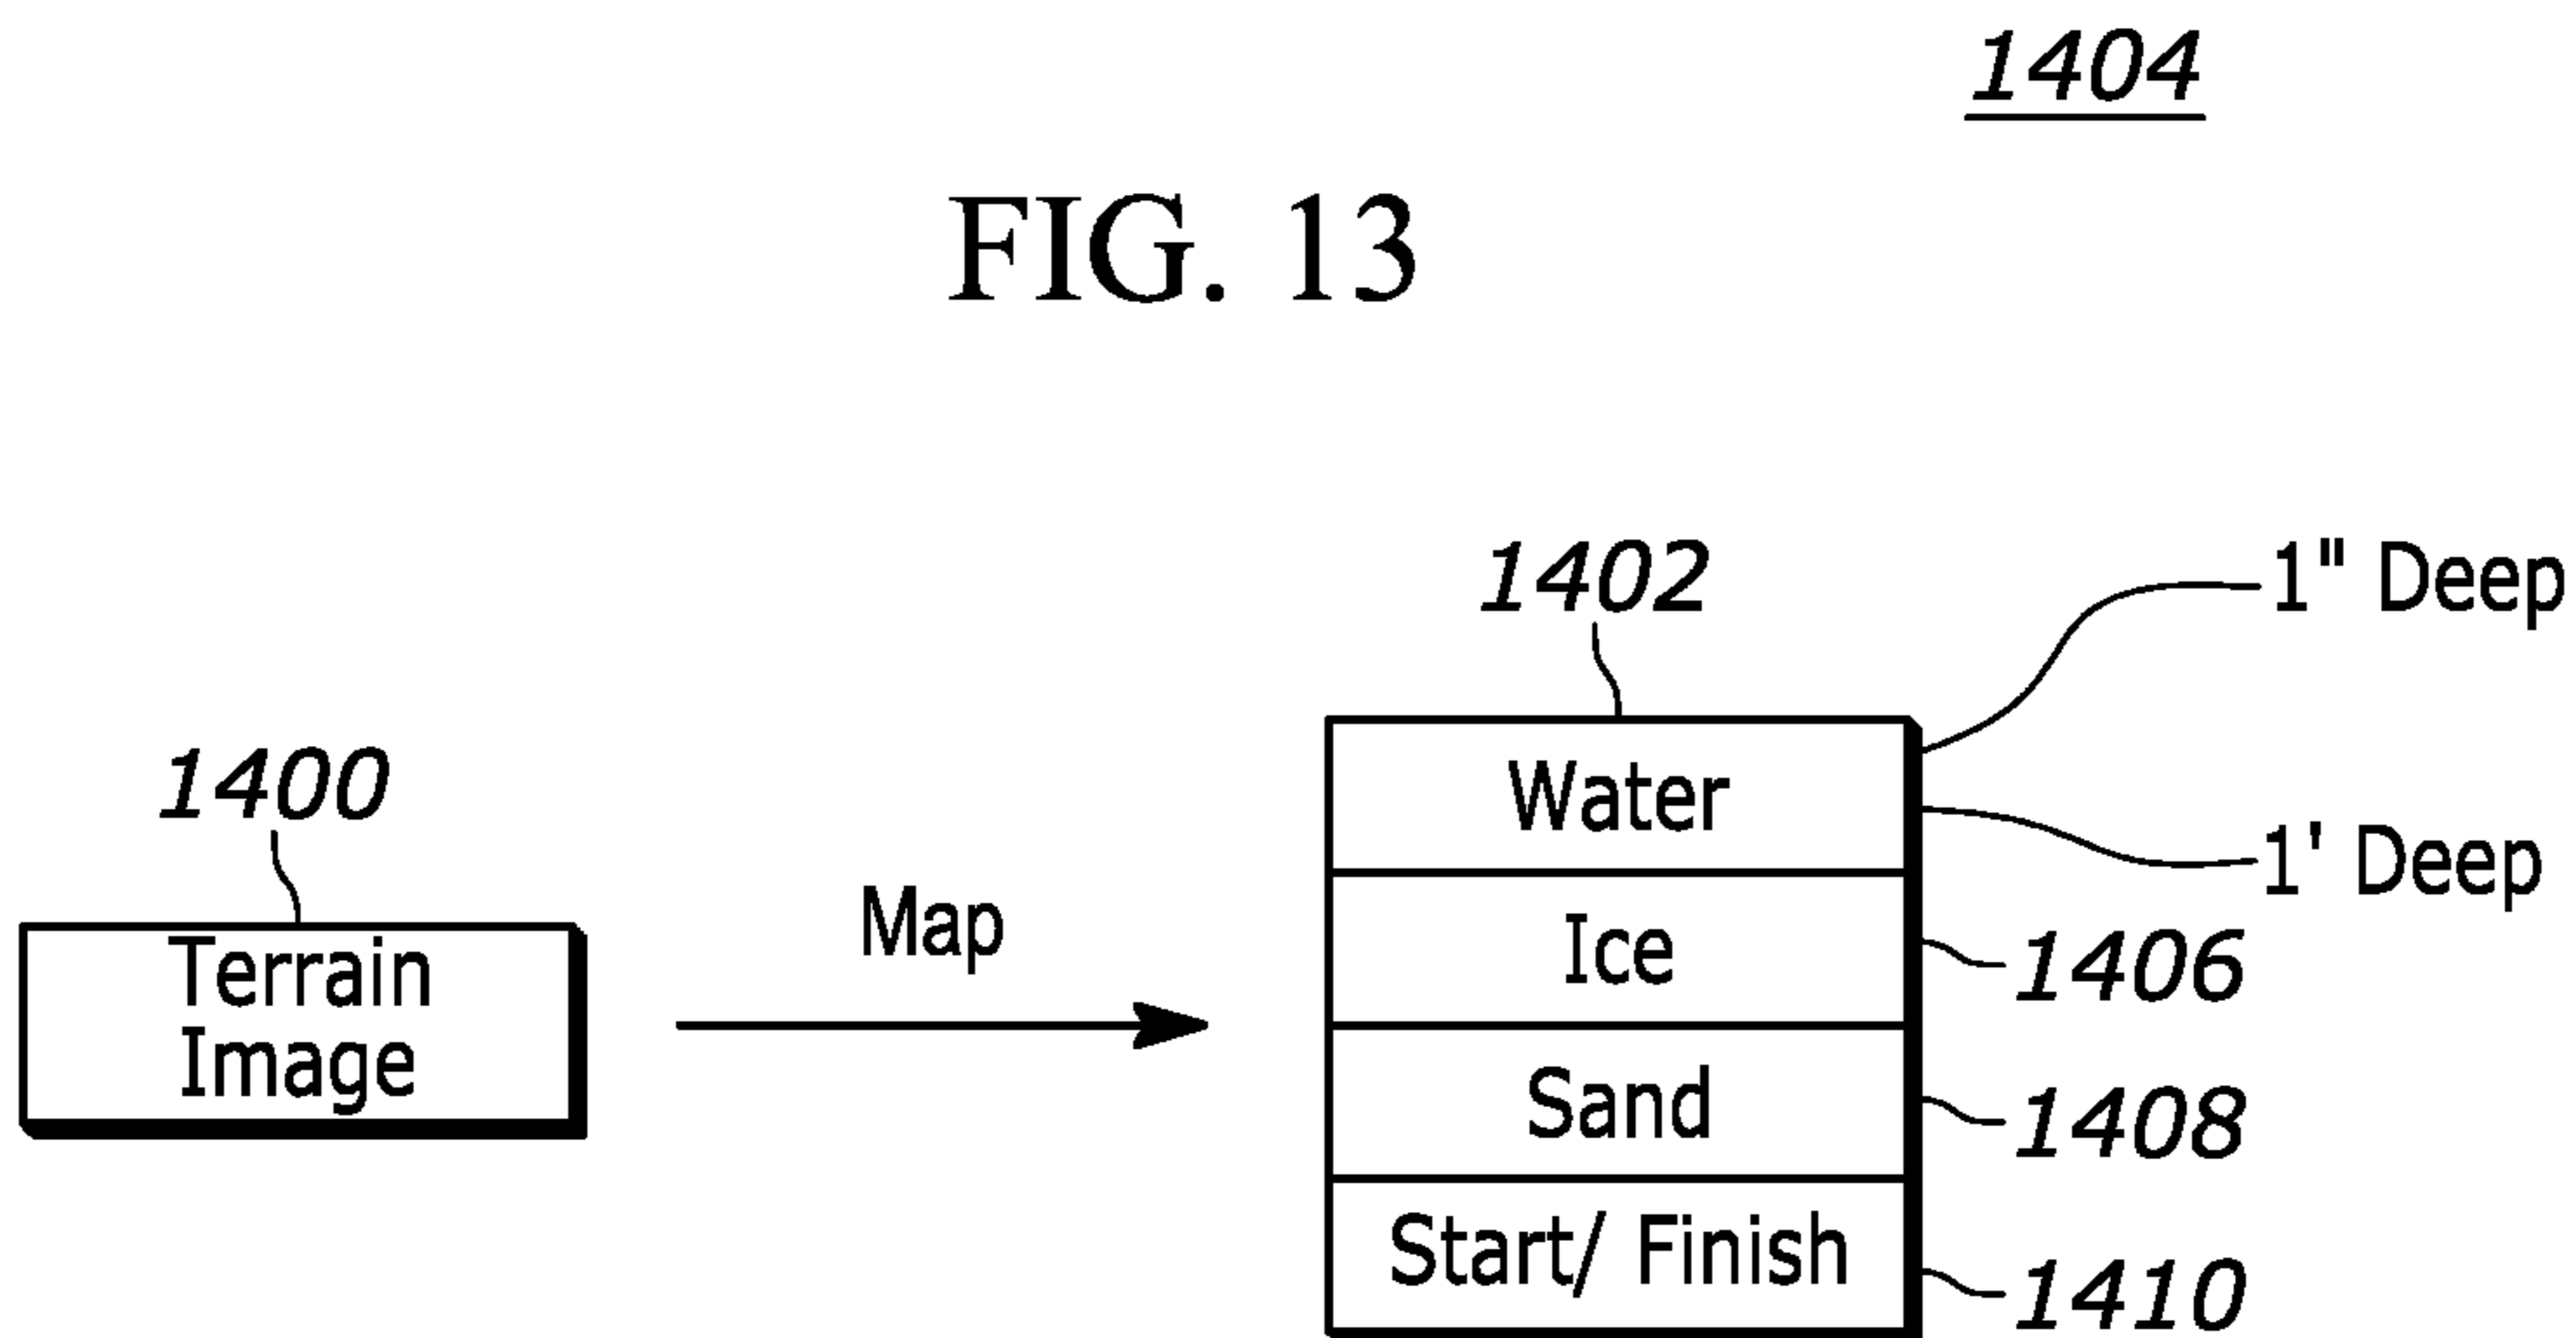 1404
FIG. 13
1402
1" Deep
1400
Water
1' Deep
Map
Terrain
Image
Ice
1406
Sand
1408
Start/ Finish
1410